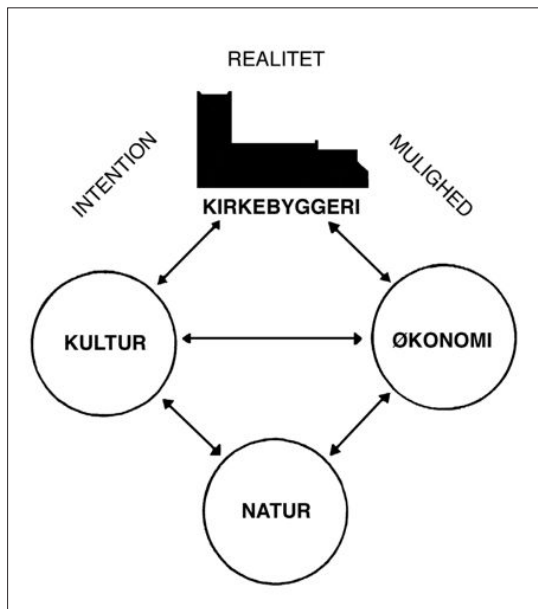 REALITET
INTENTION
MULIGHED
KIRKEBYGGERI
KULTUR
ØKONOMI
NATUR